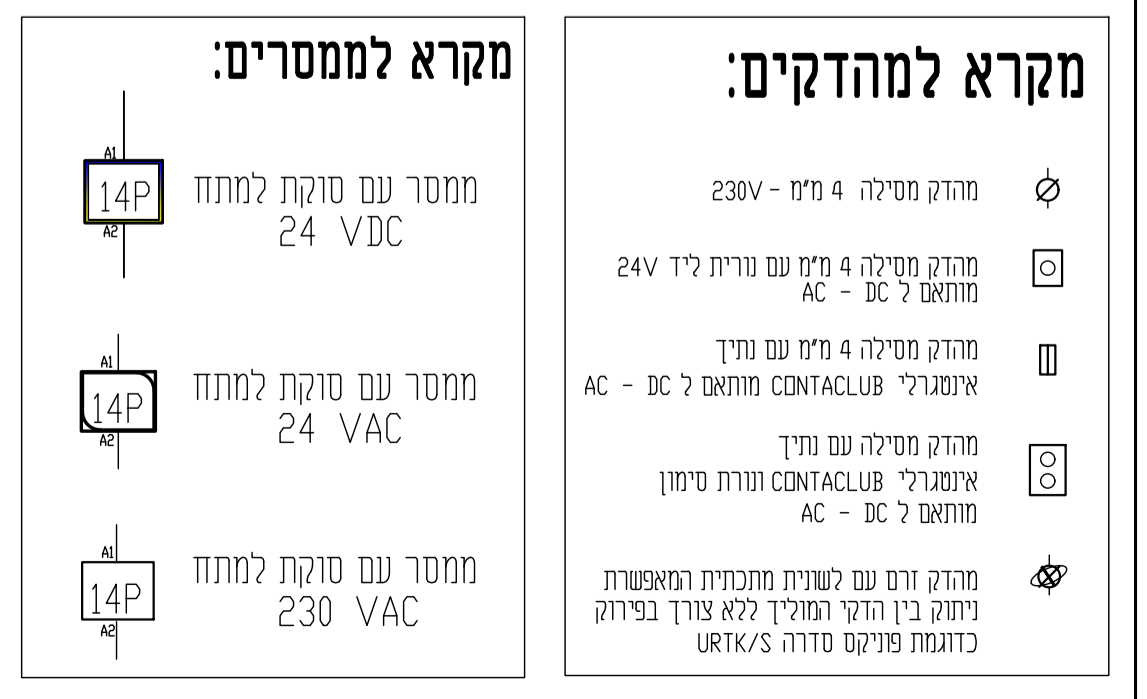 מקרא למהדקים:
מהדק מסילה 4 מ"מ - 230V
מהדק מסילה 4 מ"מ עם נורית ליד 24V
מותאם ל AC - DC
מהדק מסילה 4 מ"מ עם נתיך
אינטגרלי CONTACLUB מותאם ל AC - DC
מהדק מסילה עם נתיך
אינטגרלי CONTACLUB ונורת סימון
מותאם ל AC - DC
מהדק זרם עם לשונית מתכתית המאפשרת
ניתוק בין הדקי המוליך ללא צורך בפירוק
כדוגמת פוניקס סדרה URTK/S
מקרא לממסרים:
A1
14P
A2
ממסר עם סוקת למתח
24 VDC
A1
14P
A2
ממסר עם סוקת למתח
24 VAC
A1
14P
A2
ממסר עם סוקת למתח
230 VAC